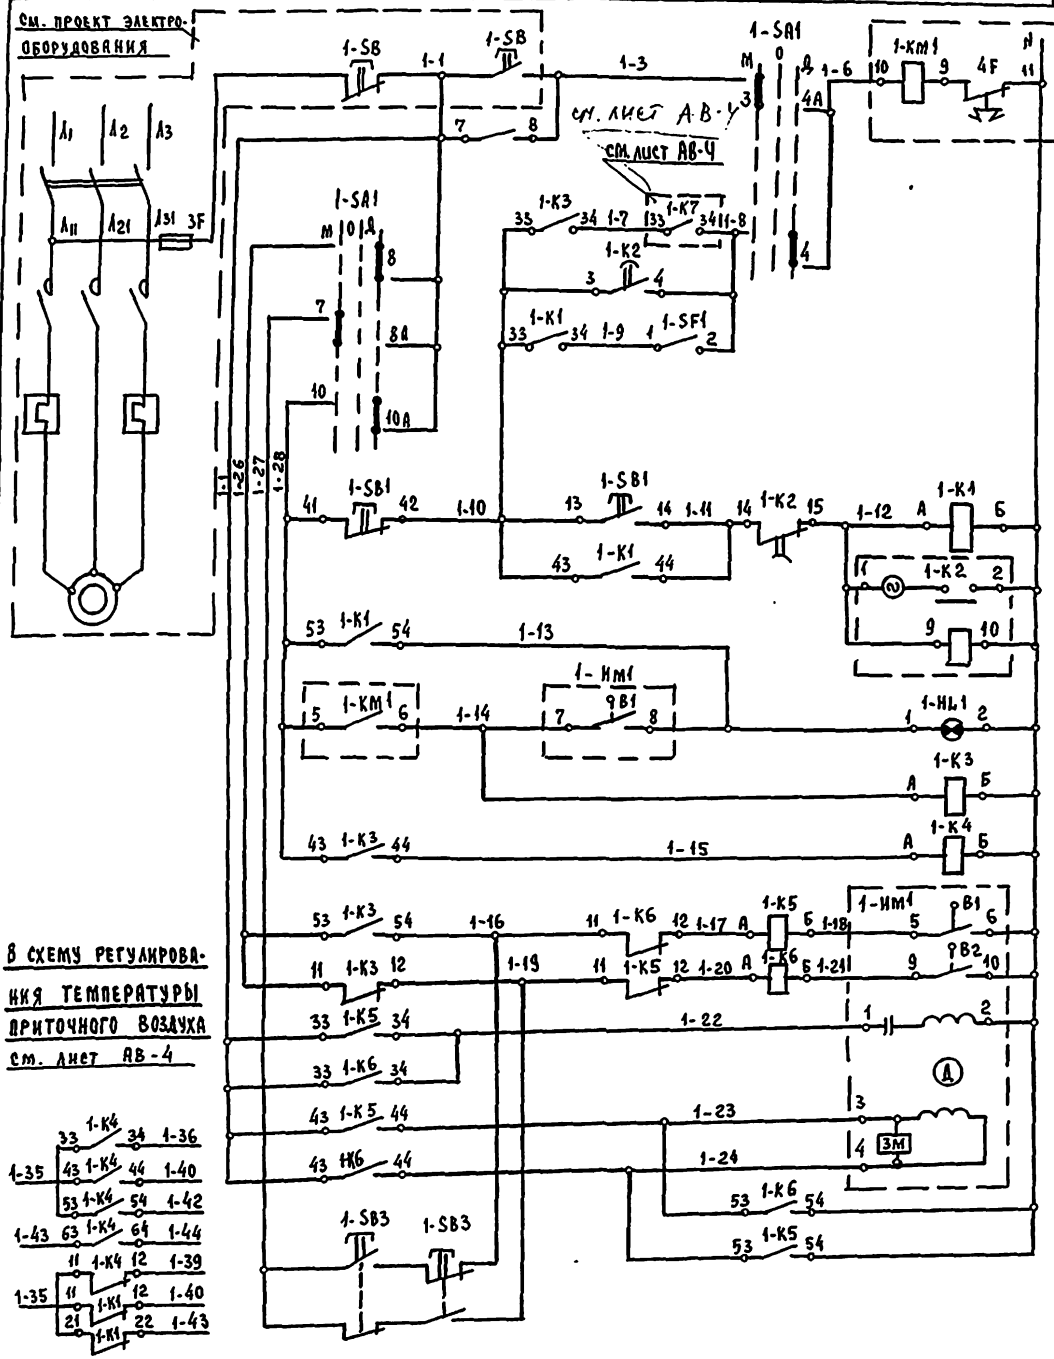 см. проект электро-
оборудования
1-SB 1-1 1-SB 1-3 1-SA1 М О Д 1-6 1-КМ1 N
10 9 4F 11
3 4А
7 8
см. лист А.В-4
см. лист АВ-4
Л1 Л2 Л3
Л11 Л21 Л31 3F
1-SA1
М О Д
8
7
8А
10
10А
1-К3 1-К7
33 34 1-7 33 34 1-8
1-К2
3 4
4
1-К1 1-9 1-SF1
33 34 1 2
1-1 1-26 1-27 1-28
1-SB1 1-SB1 1-К2 1-К1
41 42 1-10 13 14 1-11 14 15 1-12 А Б
1-К1
43 44
1 1-К2 2
9 10
1-К1
53 54 1-13
1-КМ1 1-НМ1
5 6 1-14 7 В1 8 1 1-HL1 2
1-К3
А Б
1-К4
43 1-К3 44 1-15 А Б
53 1-К3 54 1-16 11 1-К6 12 1-17 А 1-К5 Б 1-18 1-НМ1 5 В1 6
11 1-К3 12 1-19 11 1-К5 12 1-20 А 1-К6 Б 1-21 9 В2 10
33 1-К5 34 1-22 1 2
33 1-К6 34
Д
43 1-К5 44 1-23 3
ЭМ
43 1-К6 44 1-24 4
53 1-К6 54
53 1-К5 54
1-SB3 1-SB3
В схему регулирова-
ния температуры
приточного воздуха
см. лист АВ-4
33 1-К4 34 1-36
1-35 43 1-К4 44 1-40
53 1-К4 54 1-42
1-43 63 1-К4 64 1-44
11 1-К4 12 1-39
1-35 11 1-К1 12 1-40
21 1-К1 22 1-43